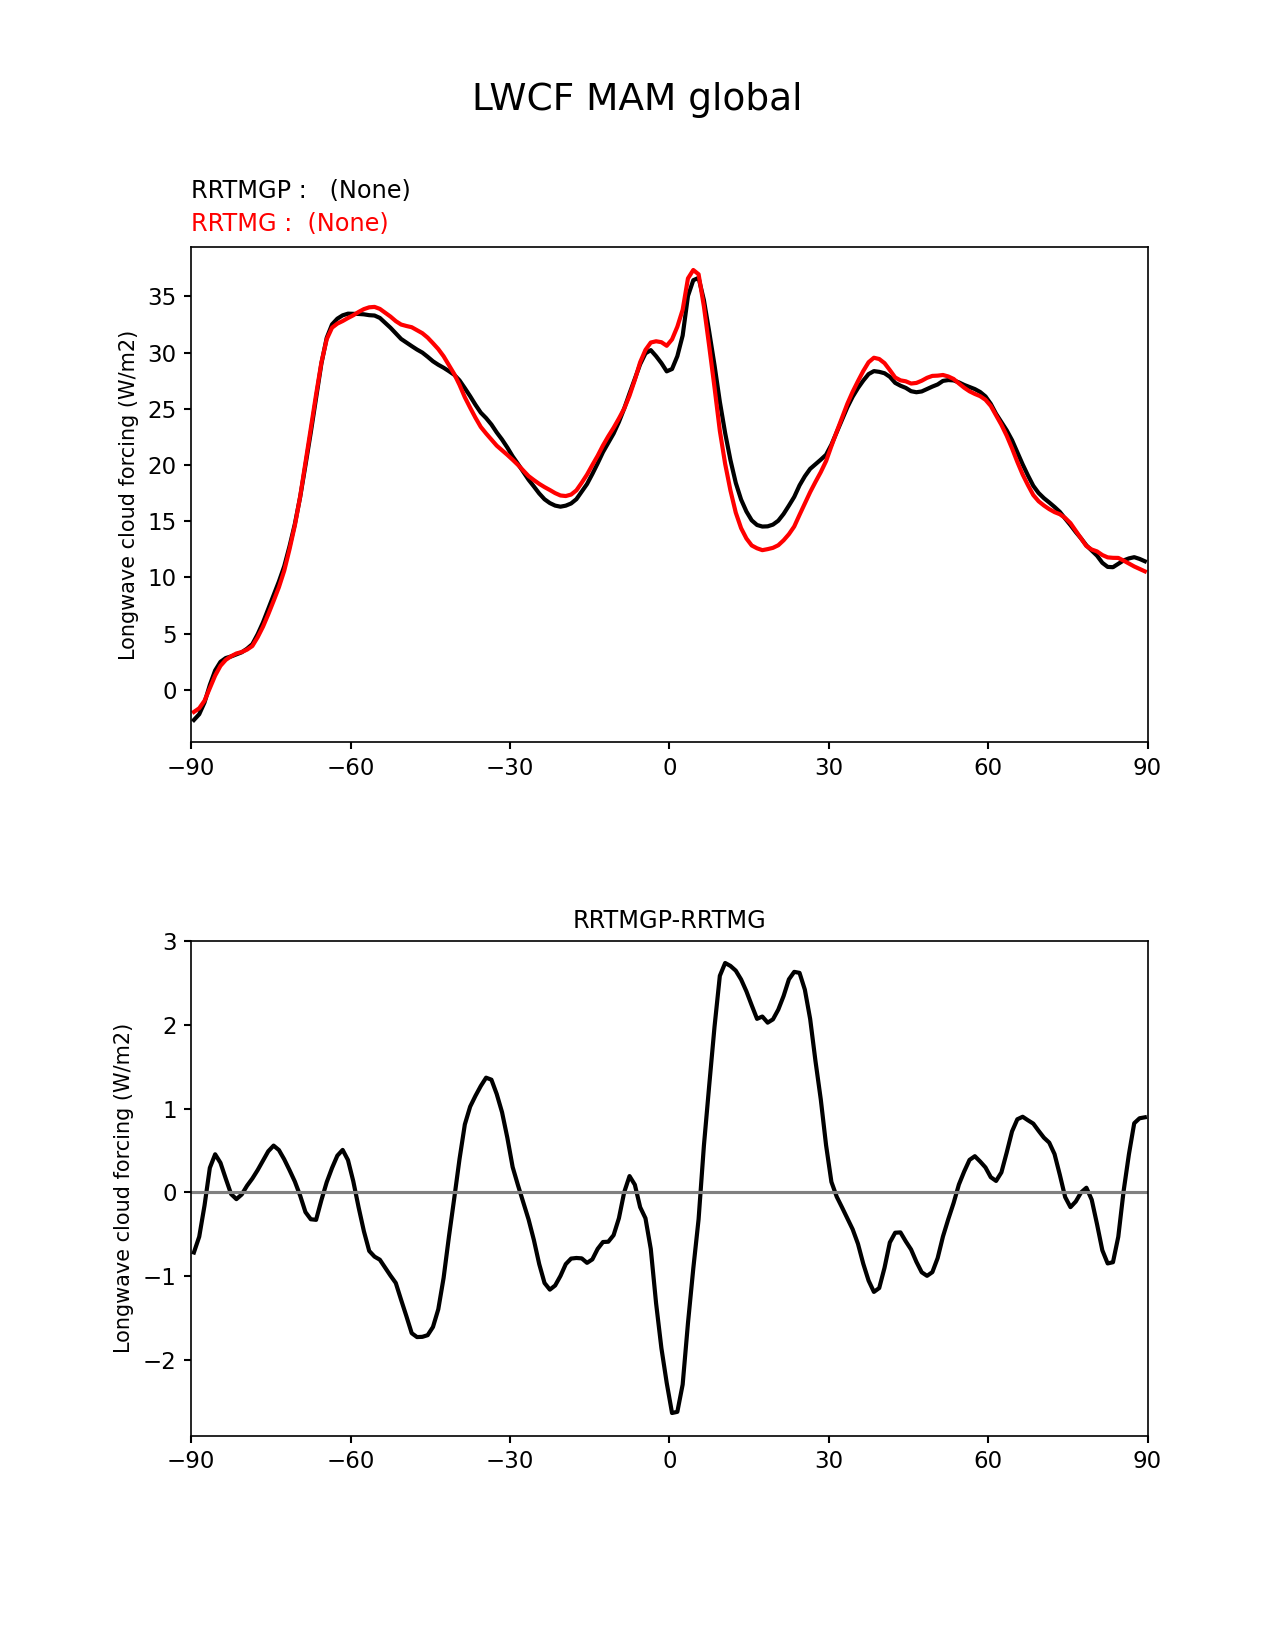 LWCF MAM global
RRTMGP :   (None)
RRTMG :  (None)
Longwave cloud forcing (W/m2)
35
30
25
20
15
10
5
0
−90 −60 −30 0 30 60 90
RRTMGP-RRTMG
Longwave cloud forcing (W/m2)
3
2
1
0
−1
−2
−90 −60 −30 0 30 60 90